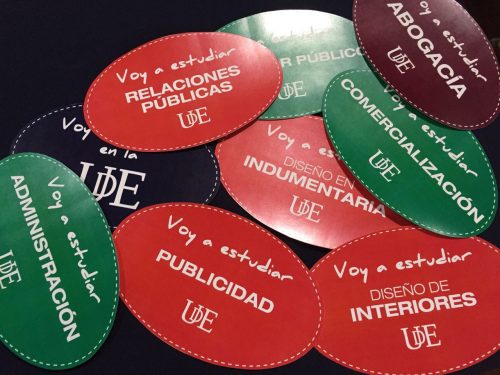 Voy a estudiar
RELACIONES
PÚBLICAS
UDE
PÚBLICO
Voy a estudiar
ABOGACÍA
UDE
Voy
en la
UDE
Voy a estudiar
DISEÑO EN
INDUMENTARIA
UDE
Voy a estudiar
COMERCIALIZACIÓN
UDE
Voy a estudiar
ADMINISTRACIÓN
UDE
Voy a estudiar
PUBLICIDAD
UDE
Voy a estudiar
DISEÑO DE
INTERIORES
UDE